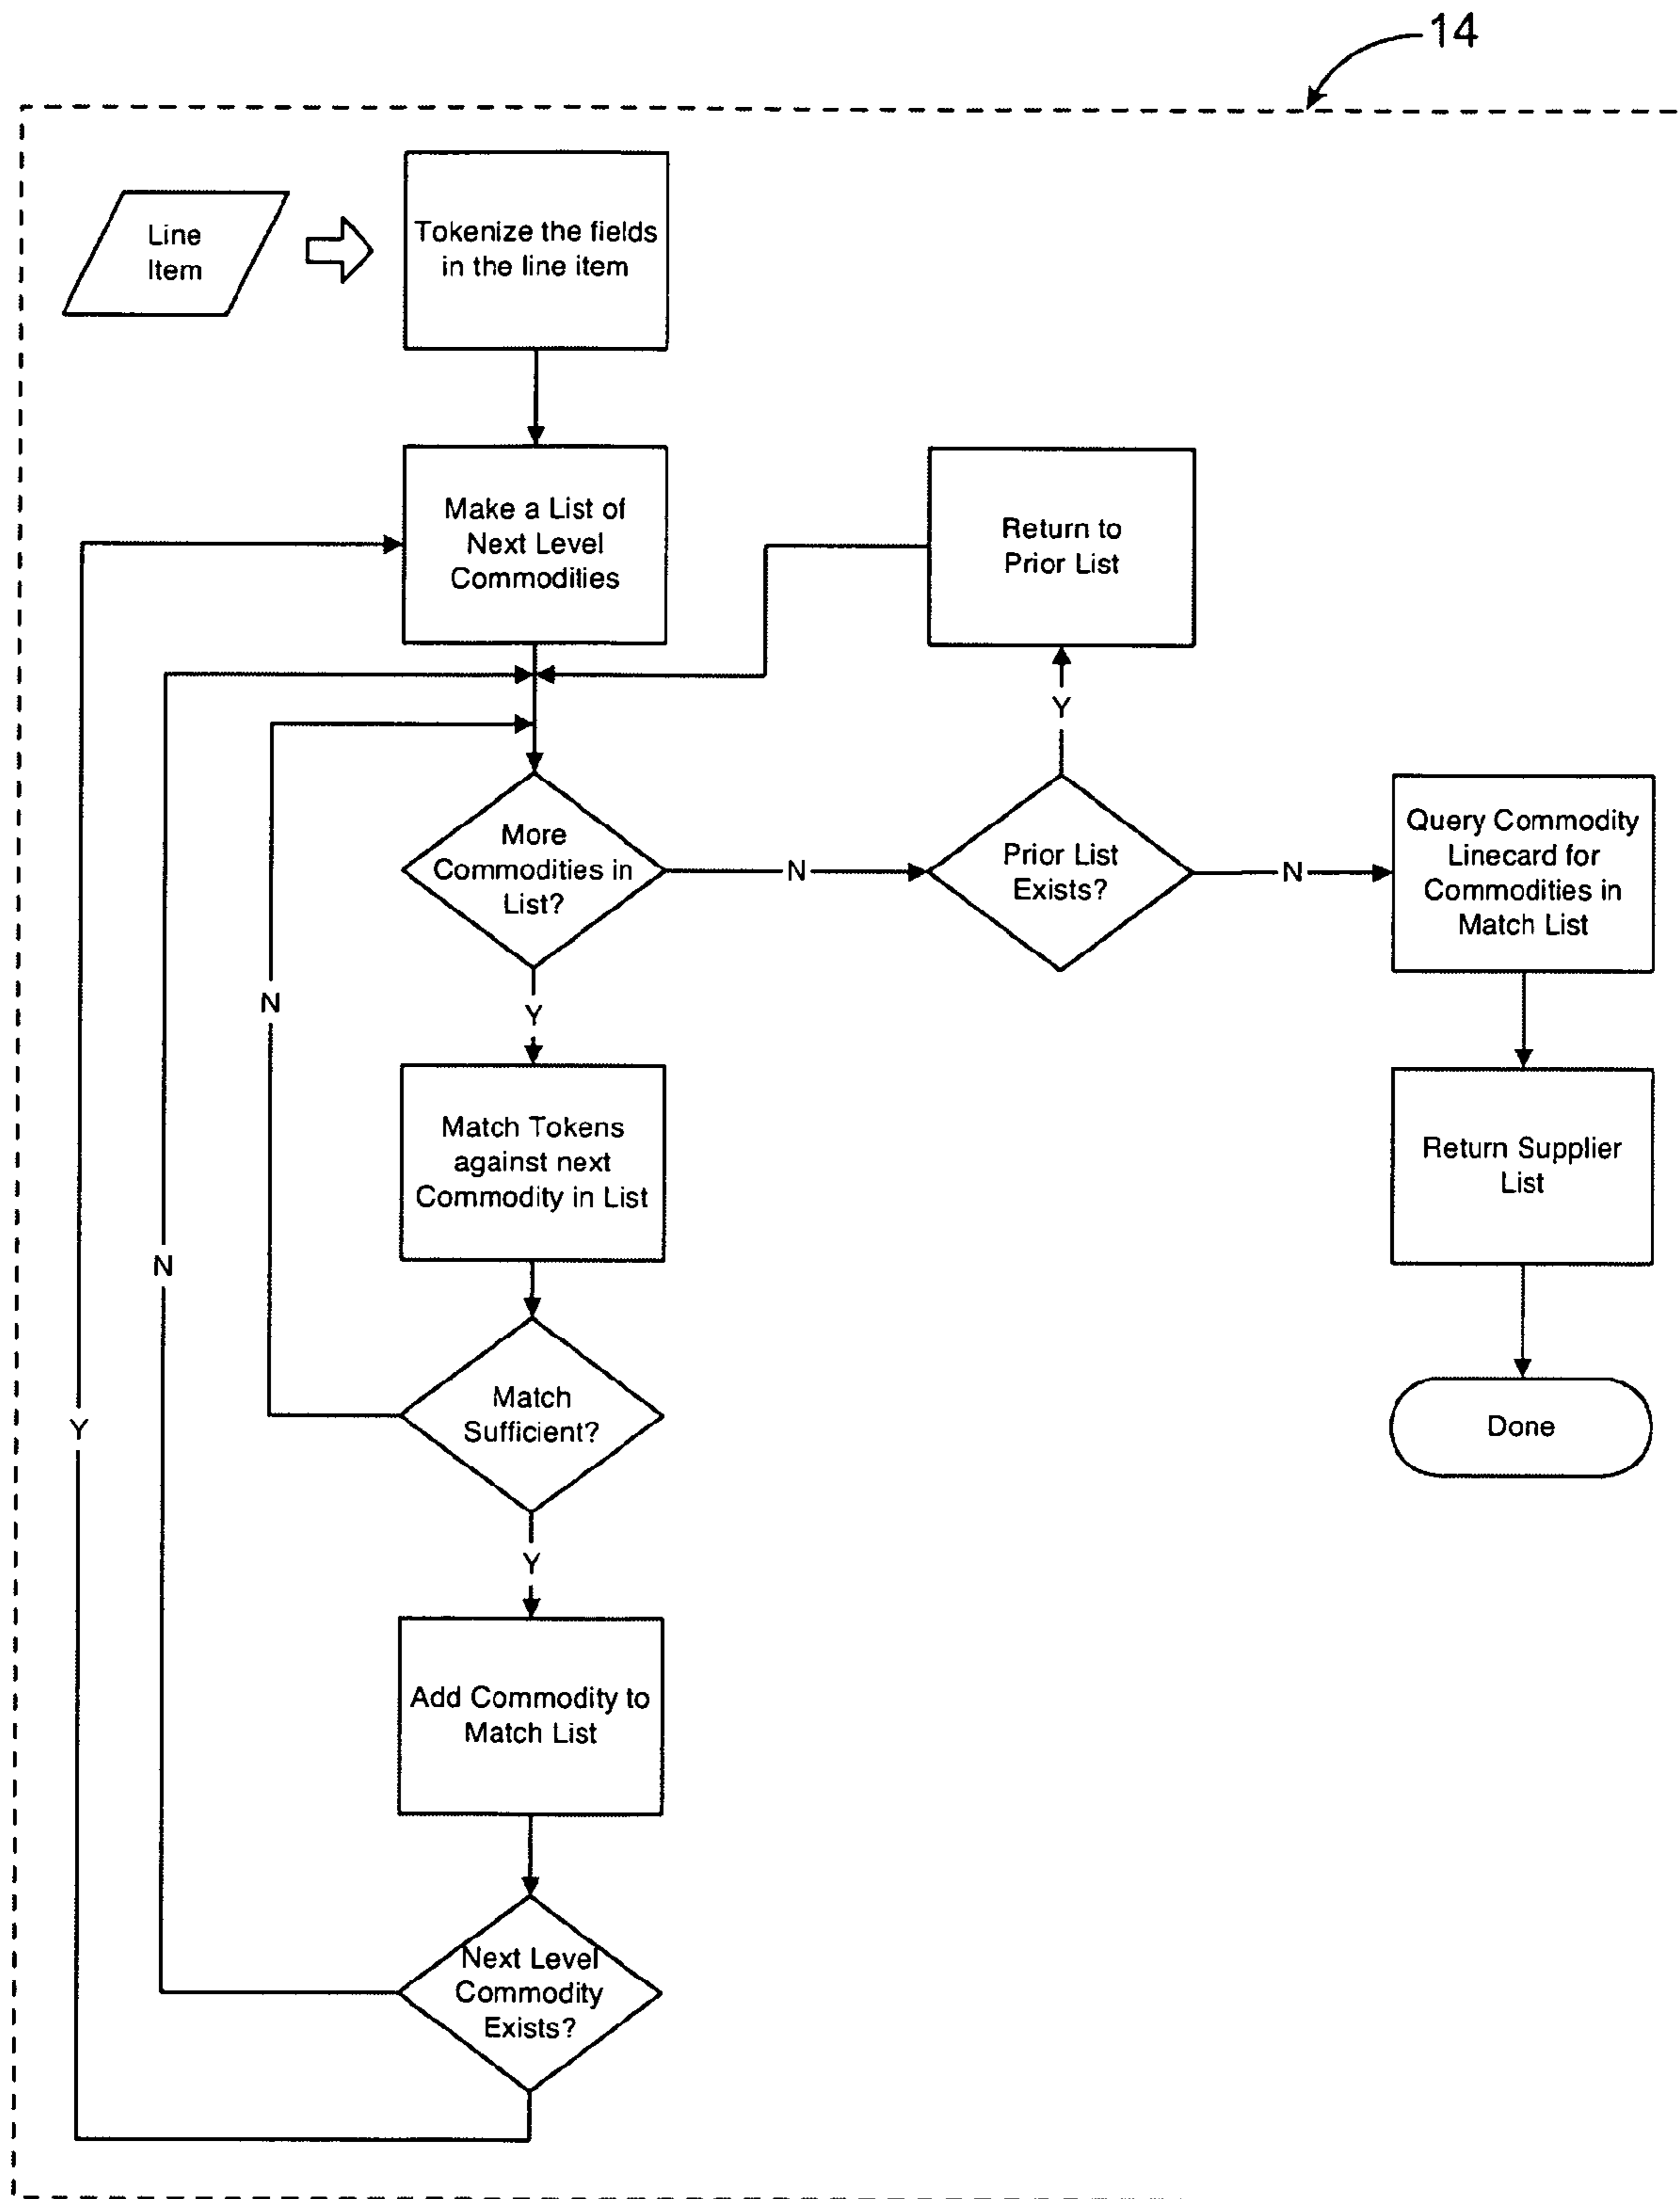 14
Line
Item
Tokenize the fields
in the line item
Make a List of
Next Level
Commodities
Return to
Prior List
Y
More
Commodities in
List?
N
Prior List
Exists?
N
Query Commodity
Linecard for
Commodities in
Match List
N
Y
Match Tokens
against next
Commodity in List
Return Supplier
List
N
Match
Sufficient?
Done
Y
Y
Add Commodity to
Match List
Next Level
Commodity
Exists?